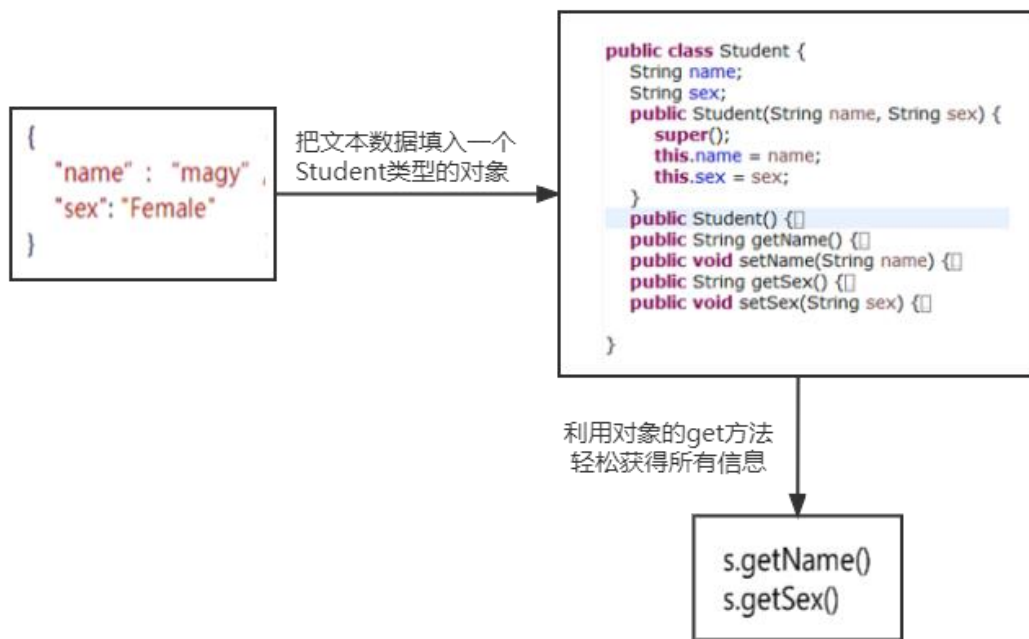 {
"name" : "magy" ,
"sex": "Female"
}
把文本数据填入一个
Student类型的对象
public class Student {
String name;
String sex;
public Student(String name, String sex) {
super();
this.name = name;
this.sex = sex;
}
public Student() {
public String getName() {
public void setName(String name) {
public String getSex() {
public void setSex(String sex) {
}
利用对象的get方法
轻松获得所有信息
s.getName()
s.getSex()